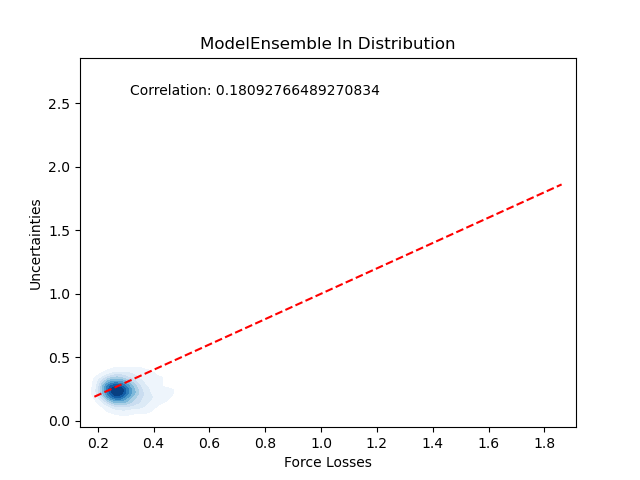 ModelEnsemble In Distribution
Correlation: 0.18092766489270834
Uncertainties
2.5
2.0
1.5
1.0
0.5
0.0
0.2 0.4 0.6 0.8 1.0 1.2 1.4 1.6 1.8
Force Losses